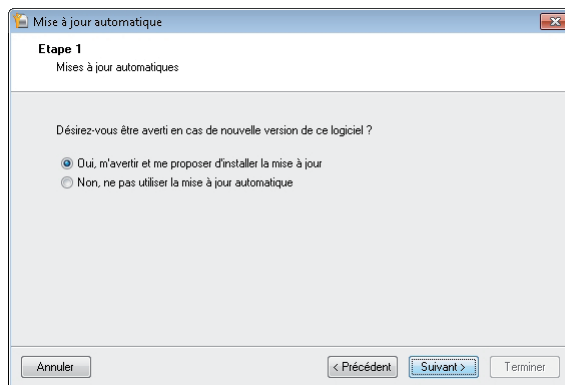 Mise à jour automatique
Etape 1
Mises à jour automatiques
Désirez-vous être averti en cas de nouvelle version de ce logiciel ?
Oui, m'avertir et me proposer d'installer la mise à jour
Non, ne pas utiliser la mise à jour automatique
Annuler
< Précédent
Suivant >
Terminer